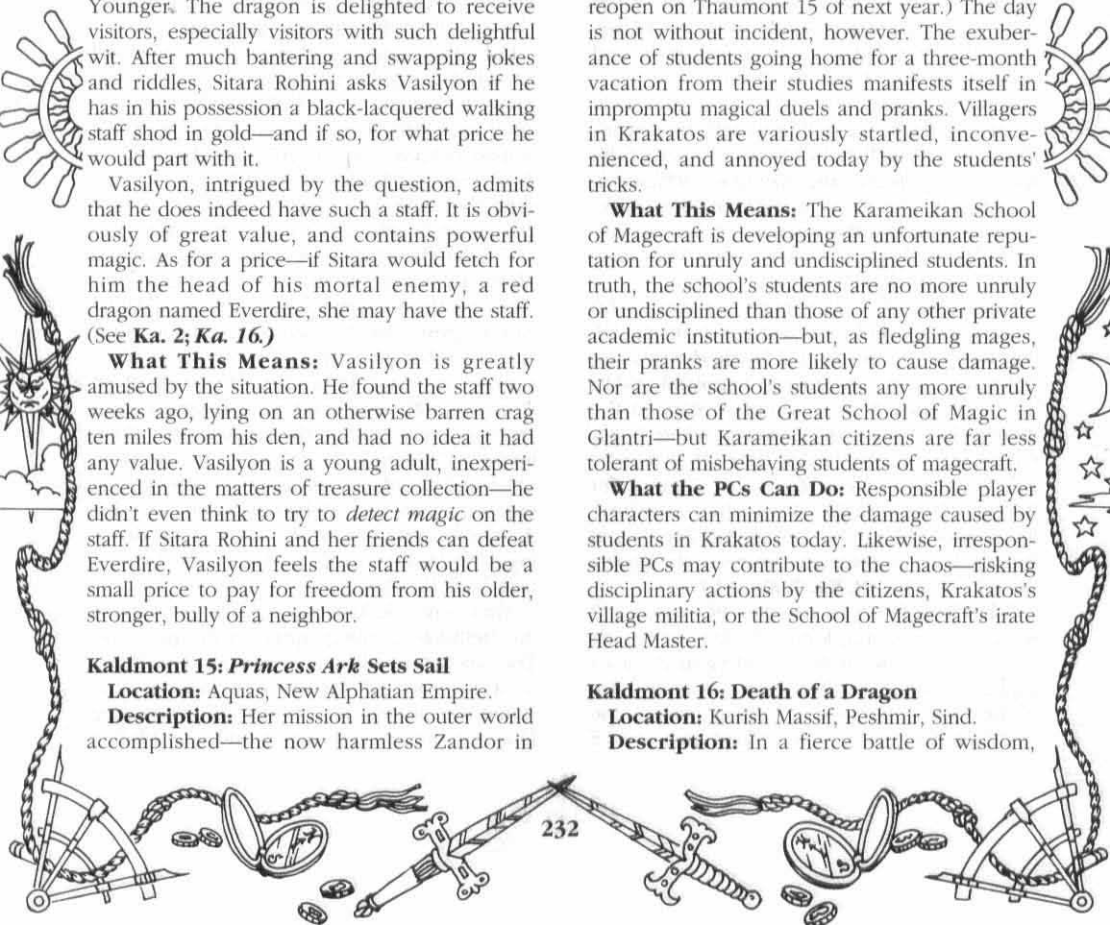 Younger. The dragon is delighted to receive
visitors, especially visitors with such delightful
wit. After much bantering and swapping jokes
and riddles, Sitara Rohini asks Vasilyon if he
has in his possession a black-lacquered walking
staff shod in gold—and if so, for what price he
would part with it.
Vasilyon, intrigued by the question, admits
that he does indeed have such a staff. It is obvi-
ously of great value, and contains powerful
magic. As for a price—if Sitara would fetch for
him the head of his mortal enemy, a red
dragon named Everdire, she may have the staff.
(See Ka. 2; Ka. 16.)
What This Means: Vasilyon is greatly
amused by the situation. He found the staff two
weeks ago, lying on an otherwise barren crag
ten miles from his den, and had no idea it had
any value. Vasilyon is a young adult, inexperi-
enced in the matters of treasure collection—he
didn't even think to try to detect magic on the
staff. If Sitara Rohini and her friends can defeat
Everdire, Vasilyon feels the staff would be a
small price to pay for freedom from his older,
stronger, bully of a neighbor.
Kaldmont 15: Princess Ark Sets Sail
Location: Aquas, New Alphatian Empire.
Description: Her mission in the outer world
accomplished—the now harmless Zandor in
reopen on Thaumont 15 of next year.) The day
is not without incident, however. The exuber-
ance of students going home for a three-month
vacation from their studies manifests itself in
impromptu magical duels and pranks. Villagers
in Krakatos are variously startled, inconve-
nienced, and annoyed today by the students'
tricks.
What This Means: The Karameikan School
of Magecraft is developing an unfortunate repu-
tation for unruly and undisciplined students. In
truth, the school's students are no more unruly
or undisciplined than those of any other private
academic institution—but, as fledgling mages,
their pranks are more likely to cause damage.
Nor are the school's students any more unruly
than those of the Great School of Magic in
Glantri—but Karameikan citizens are far less
tolerant of misbehaving students of magecraft.
What the PCs Can Do: Responsible player
characters can minimize the damage caused by
students in Krakatos today. Likewise, irrespon-
sible PCs may contribute to the chaos—risking
disciplinary actions by the citizens, Krakatos's
village militia, or the School of Magecraft's irate
Head Master.
Kaldmont 16: Death of a Dragon
Location: Kurish Massif, Peshmir, Sind.
Description: In a fierce battle of wisdom,
232